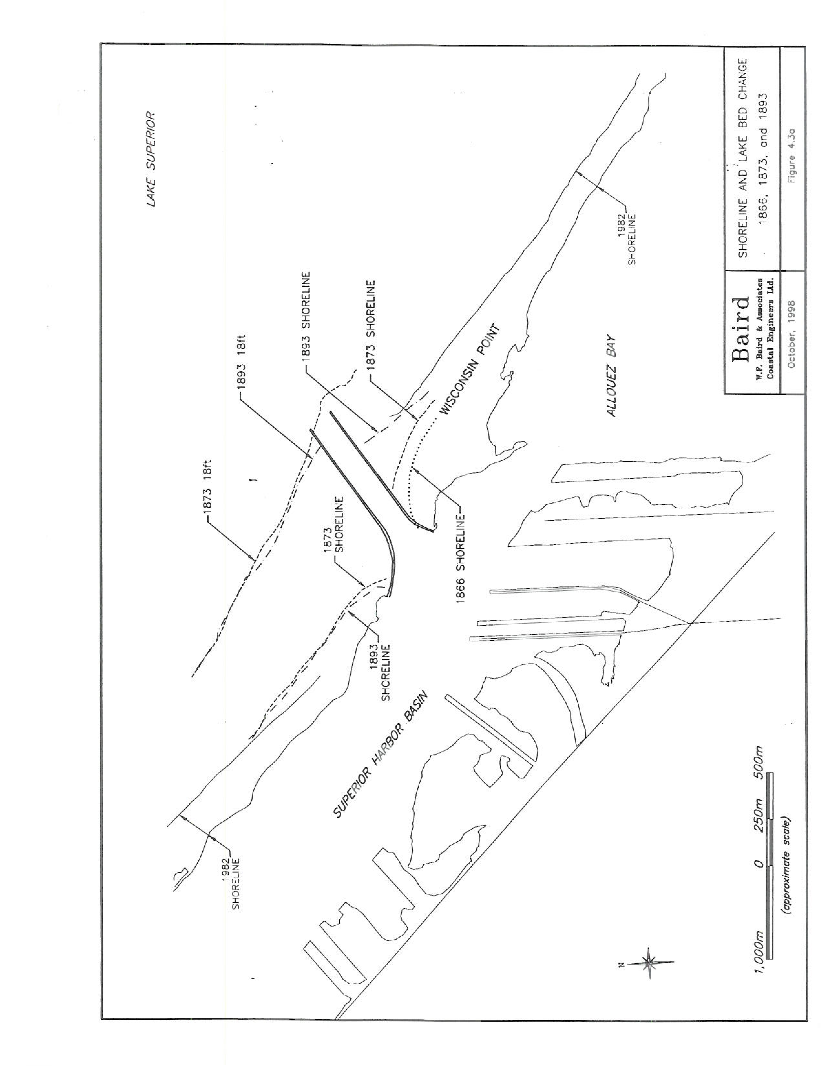 LAKE SUPERIOR
1873 18ft
1893 18ft
1893 SHORELINE
1873 SHORELINE
WISCONSIN POINT
1873
SHORELINE
1866 SHORELINE
1893
SHORELINE
1982
SHORELINE
ALLOUEZ BAY
SUPERIOR HARBOR BASIN
1982
SHORELINE
N
1,000m 0 250m 500m
(approximate scale)
Baird
W.F. Baird & Associates
Coastal Engineers Ltd.
SHORELINE AND LAKE BED CHANGE
1866, 1873, and 1893
October, 1998
Figure 4.3a